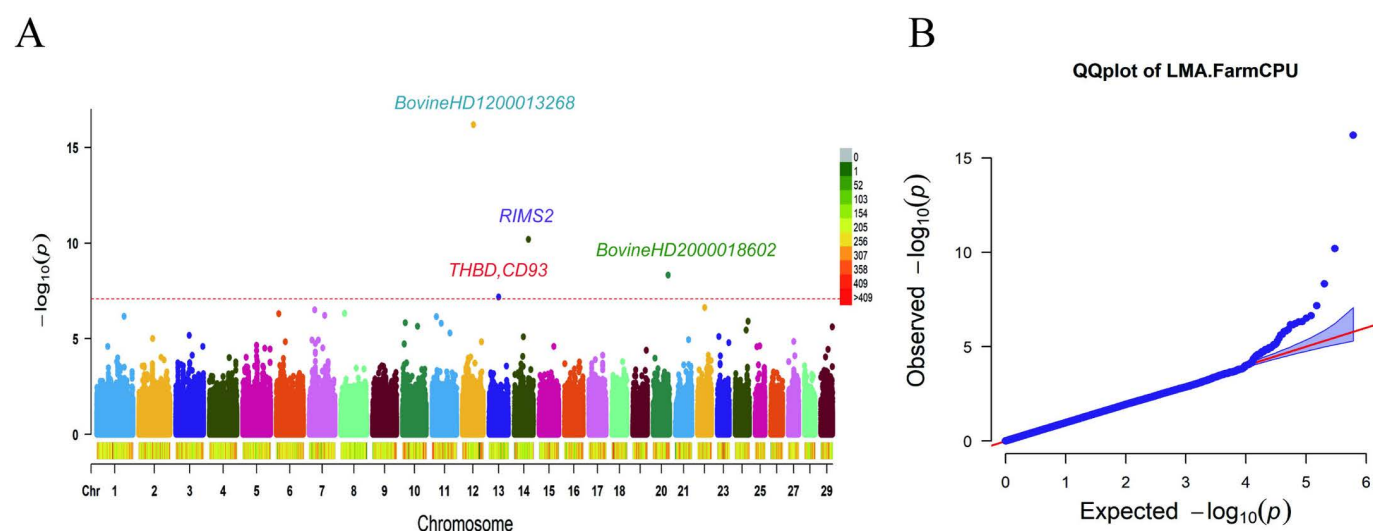 A
BovineHD1200013268
RIMS2
BovineHD2000018602
THBD,CD93
−log₁₀(p)
15
10
5
0
0
1
52
103
154
205
256
307
358
409
>409
Chr 1 2 3 4 5 6 7 8 9 10 11 12 13 14 15 16 17 18 20 21 23 25 27 29
Chromosome
B
QQplot of LMA.FarmCPU
Observed −log₁₀(p)
15
10
5
0
0 1 2 3 4 5 6
Expected −log₁₀(p)